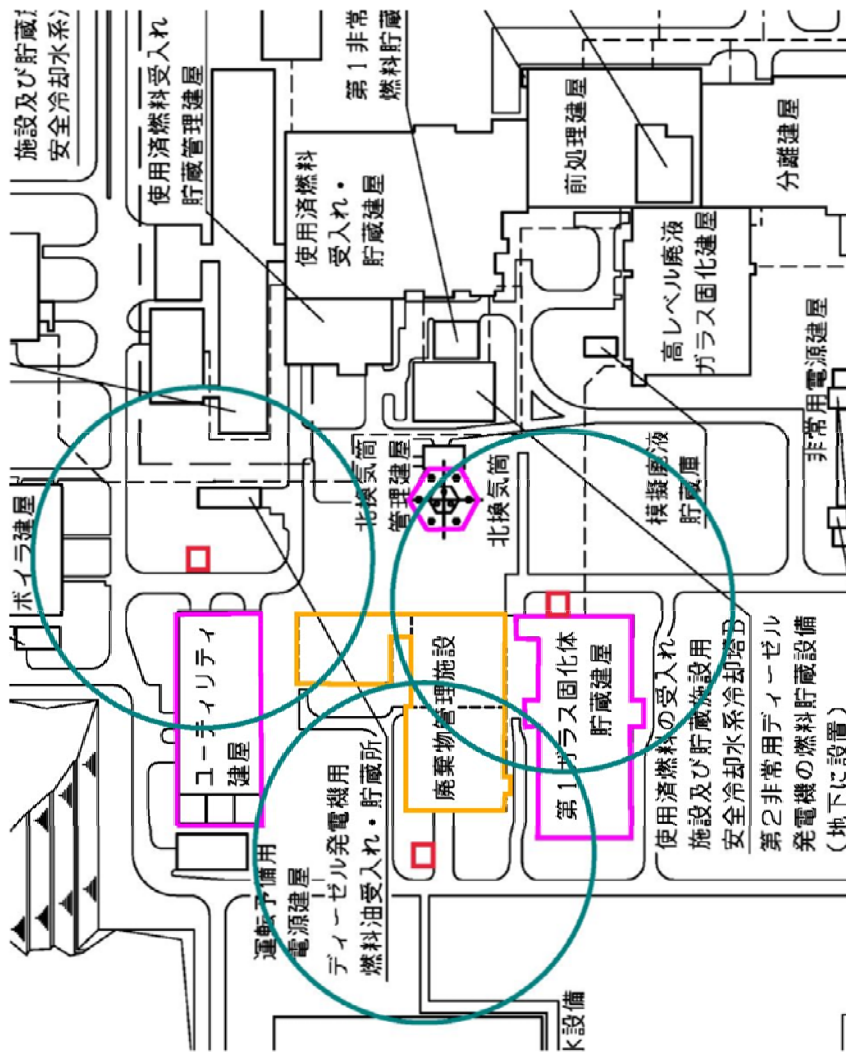 施設及び貯蔵
安全冷却水系
使用済燃料受入れ
貯蔵管理建屋
第1非常
燃料貯蔵
使用済燃料
受入れ・
貯蔵建屋
前処理建屋
分離建屋
高レベル廃液
ガラス固化建屋
非常用電源建屋
ボイラ建屋
北換気筒
管理建屋
北換気筒
模擬廃液
貯蔵庫
ユーティリティ
建屋
廃棄物管理施設
第1ガラス固化体
貯蔵建屋
使用済燃料の受入れ
施設及び貯蔵施設用
安全冷却水系冷却塔B
第2非常用ディーゼル
発電機の燃料貯蔵設備
(地下に設置)
運転予備用
電源建屋
ディーゼル発電機用
燃料油受入れ・貯蔵所
水設備